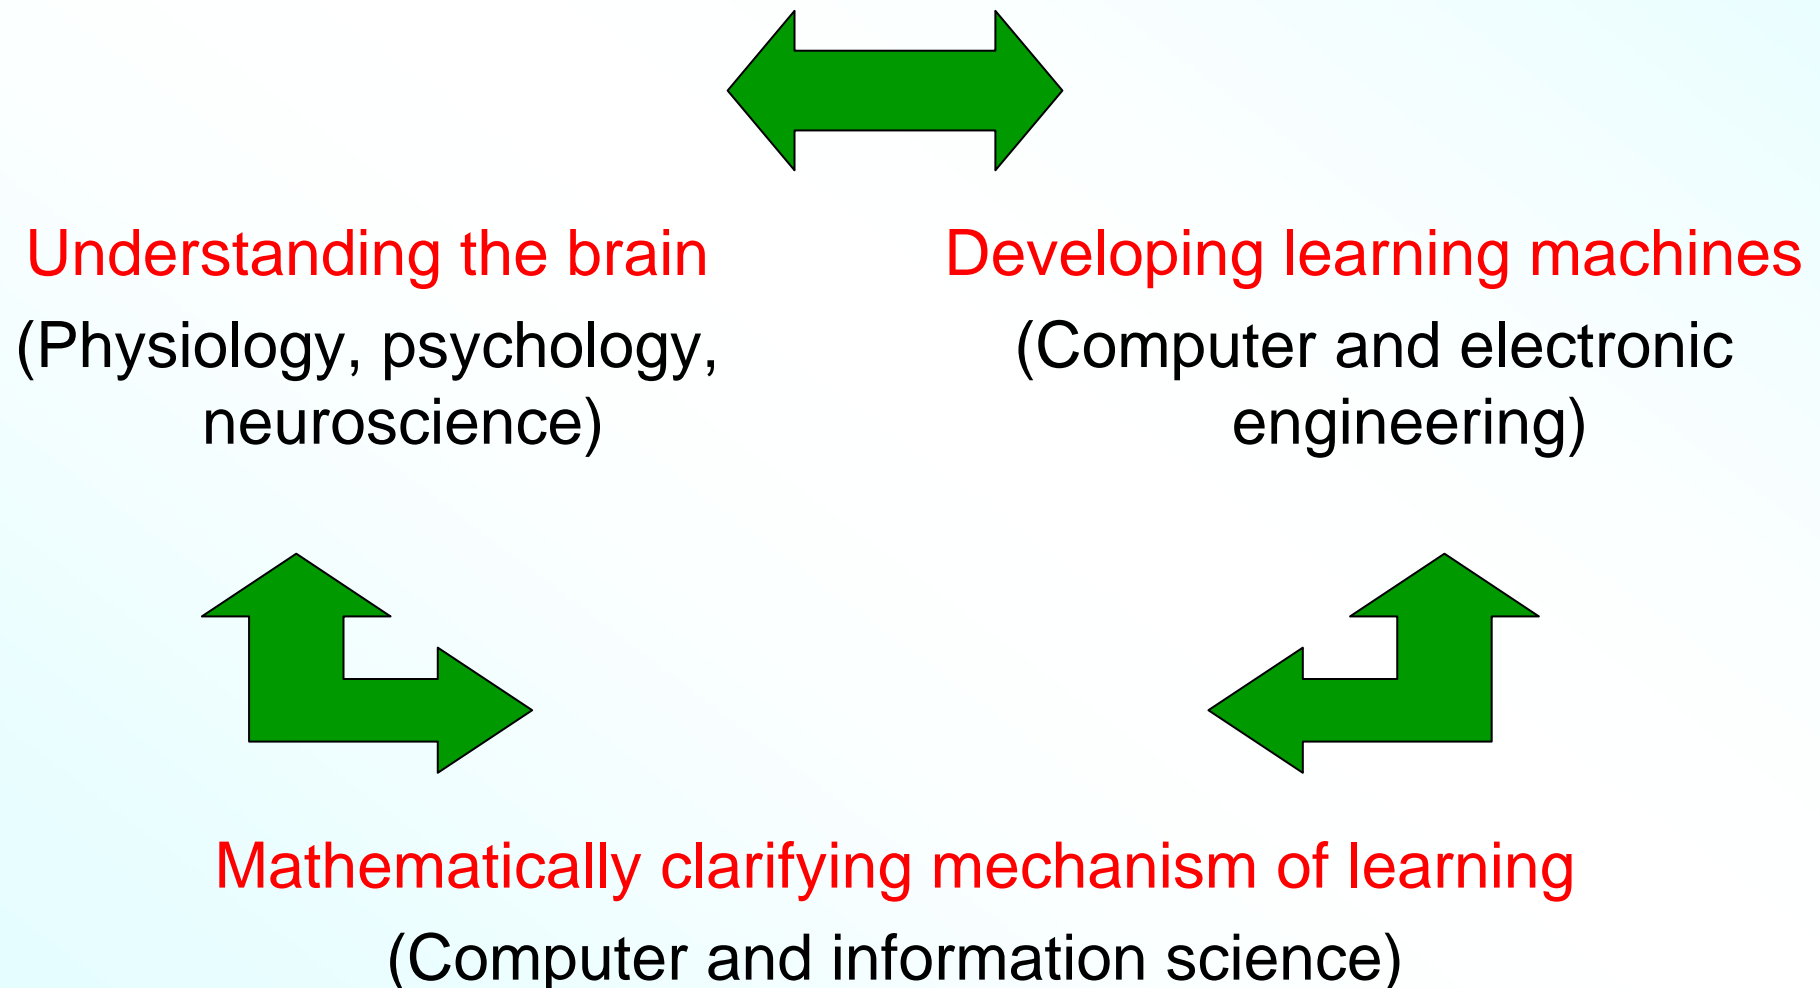 Understanding the brain
(Physiology, psychology,
neuroscience)
Developing learning machines
(Computer and electronic
engineering)
Mathematically clarifying mechanism of learning
(Computer and information science)